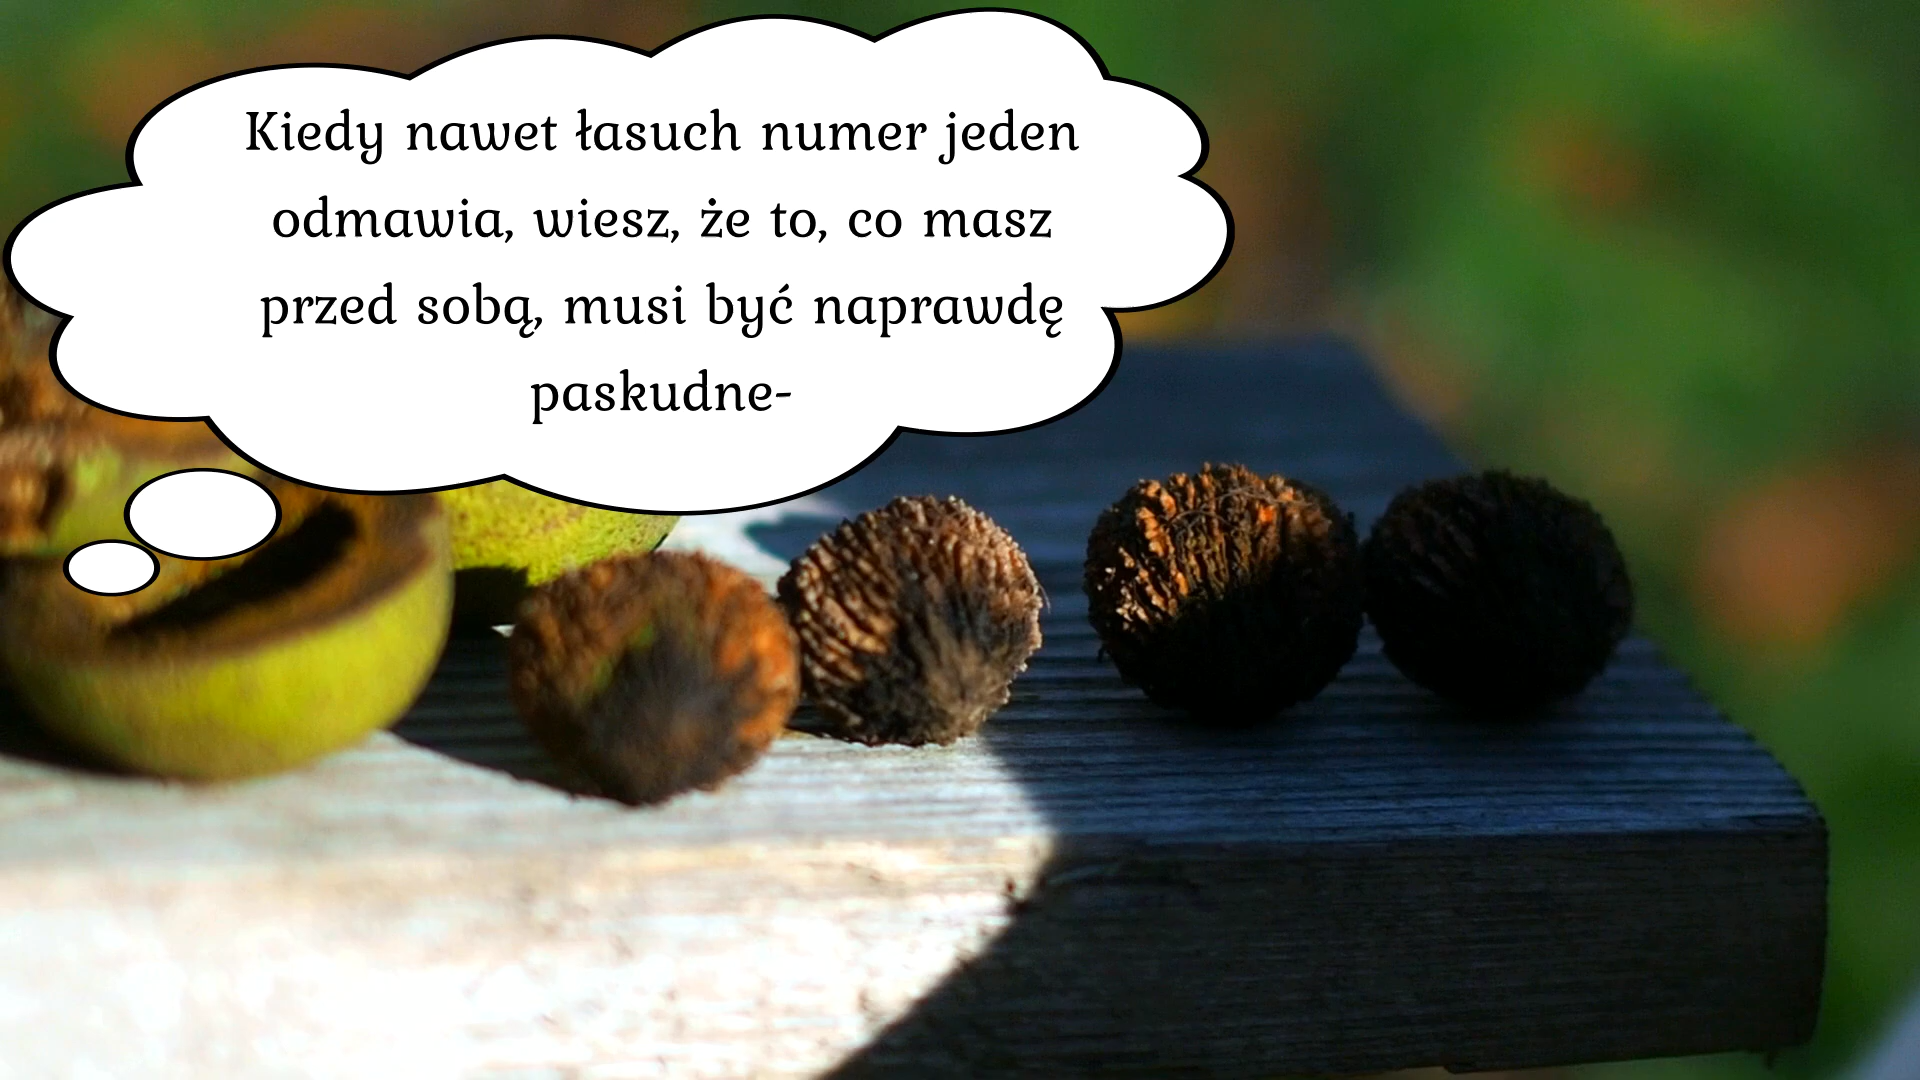 Kiedy nawet łasuch numer jeden
odmawia, wiesz, że to, co masz
przed sobą, musi być naprawdę
paskudne-